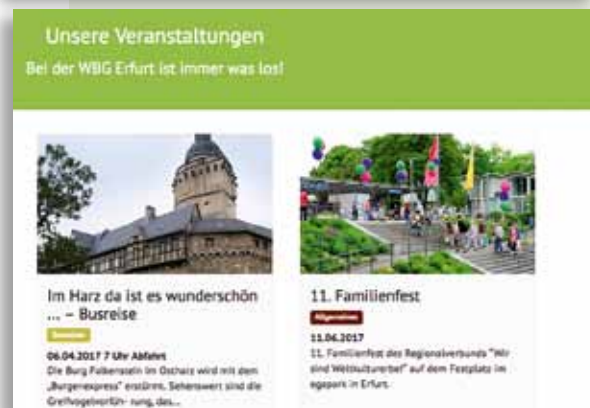 Unsere Veranstaltungen
Bei der WBG Erfurt ist immer was los!
Im Harz da ist es wunderschön
... – Busreise
06.04.2017 7 Uhr Abfahrt
Die Burg Falkenstein im Ostharz wird mit dem
„Burgenexpress“ erstürmt. Sehenswert sind die
Greifvogelvorfüh- rung, das...
11. Familienfest
Allgemeines
11.06.2017
11. Familienfest des Regionalverbunds "Wir
sind Weltkulturerbe!" auf dem Festplatz im
egapark in Erfurt.